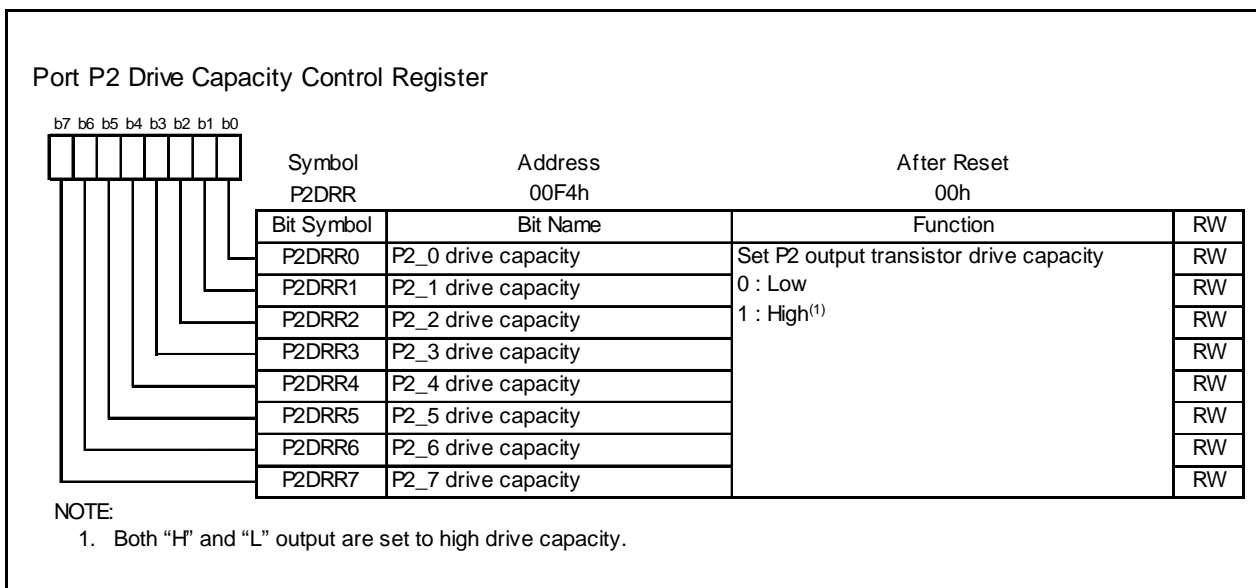 Port P2 Drive Capacity Control Register
b7 b6 b5 b4 b3 b2 b1 b0
Symbol Address After Reset
P2DRR 00F4h 00h
Bit Symbol Bit Name Function RW
P2DRR0 P2_0 drive capacity Set P2 output transistor drive capacity RW
P2DRR1 P2_1 drive capacity 0 : Low RW
P2DRR2 P2_2 drive capacity 1 : High(1) RW
P2DRR3 P2_3 drive capacity RW
P2DRR4 P2_4 drive capacity RW
P2DRR5 P2_5 drive capacity RW
P2DRR6 P2_6 drive capacity RW
P2DRR7 P2_7 drive capacity RW
NOTE:
1. Both “H” and “L” output are set to high drive capacity.